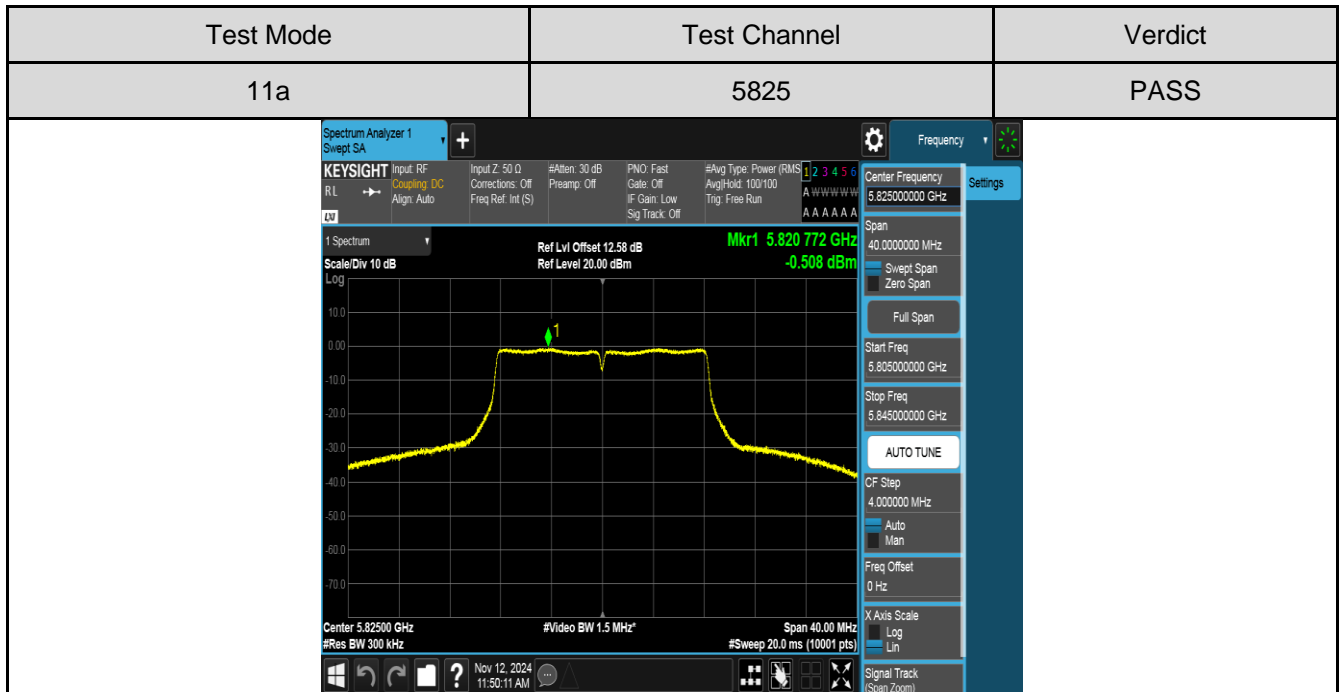 Test Mode Test Channel Verdict
11a 5825 PASS
Spectrum Analyzer 1
Swept SA
+
Frequency
KEYSIGHT Input: RF Input Z: 50 Ω #Atten: 30 dB PNO: Fast #Avg Type: Power (RMS 1 2 3 4 5 6
RL Coupling: DC Corrections: Off Preamp: Off Gate: Off Avg|Hold: 100/100 A W W W W W
Align: Auto Freq Ref: Int (S) IF Gain: Low Trig: Free Run
LXI Sig Track: Off A A A A A A
Center Frequency
5.825000000 GHz
Settings
1 Spectrum Ref Lvl Offset 12.58 dB Mkr1 5.820 772 GHz
Scale/Div 10 dB Ref Level 20.00 dBm -0.508 dBm
Log
10.0
1
0.00
-10.0
-20.0
-30.0
-40.0
-50.0
-60.0
-70.0
Center 5.82500 GHz #Video BW 1.5 MHz* Span 40.00 MHz
#Res BW 300 kHz #Sweep 20.0 ms (10001 pts)
Span
40.0000000 MHz
Swept Span
Zero Span
Full Span
Start Freq
5.805000000 GHz
Stop Freq
5.845000000 GHz
AUTO TUNE
CF Step
4.000000 MHz
Auto
Man
Freq Offset
0 Hz
X Axis Scale
Log
Lin
Signal Track
(Span Zoom)
? Nov 12, 2024
11:50:11 AM